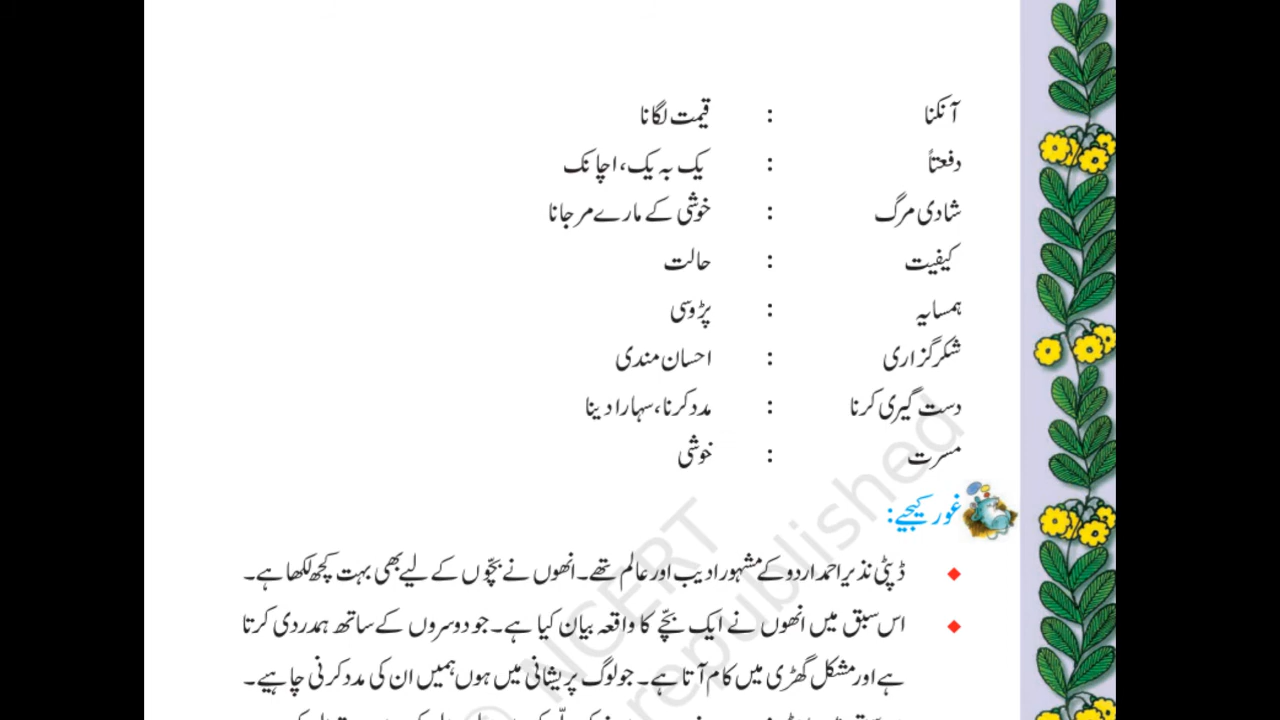 آنکنا : قیمت لگانا
دفعتاً : یک بہ یک، اچانک
شادی مرگ : خوشی کے مارے مر جانا
کیفیت : حالت
ہمسایہ : پڑوسی
شکر گزاری : احسان مندی
دست گیری کرنا : مدد کرنا، سہارا دینا
مسرت : خوشی
غور کیجیے:
ڈپٹی نذیر احمد اردو کے مشہور ادیب اور عالم تھے۔ انھوں نے بچّوں کے لیے بھی بہت کچھ لکھا ہے۔
اس سبق میں انھوں نے ایک بچّے کا واقعہ بیان کیا ہے۔ جو دوسروں کے ساتھ ہمدردی کرتا
ہے اور مشکل گھڑی میں کام آتا ہے۔ جو لوگ پریشانی میں ہوں ہمیں ان کی مدد کرنی چاہیے۔
© NCERT
republished